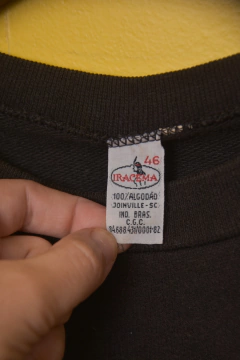 46
IRACEMA
100/ALGODÃO
JOINVILLE-SC
IND. BRAS.
C.G.C.